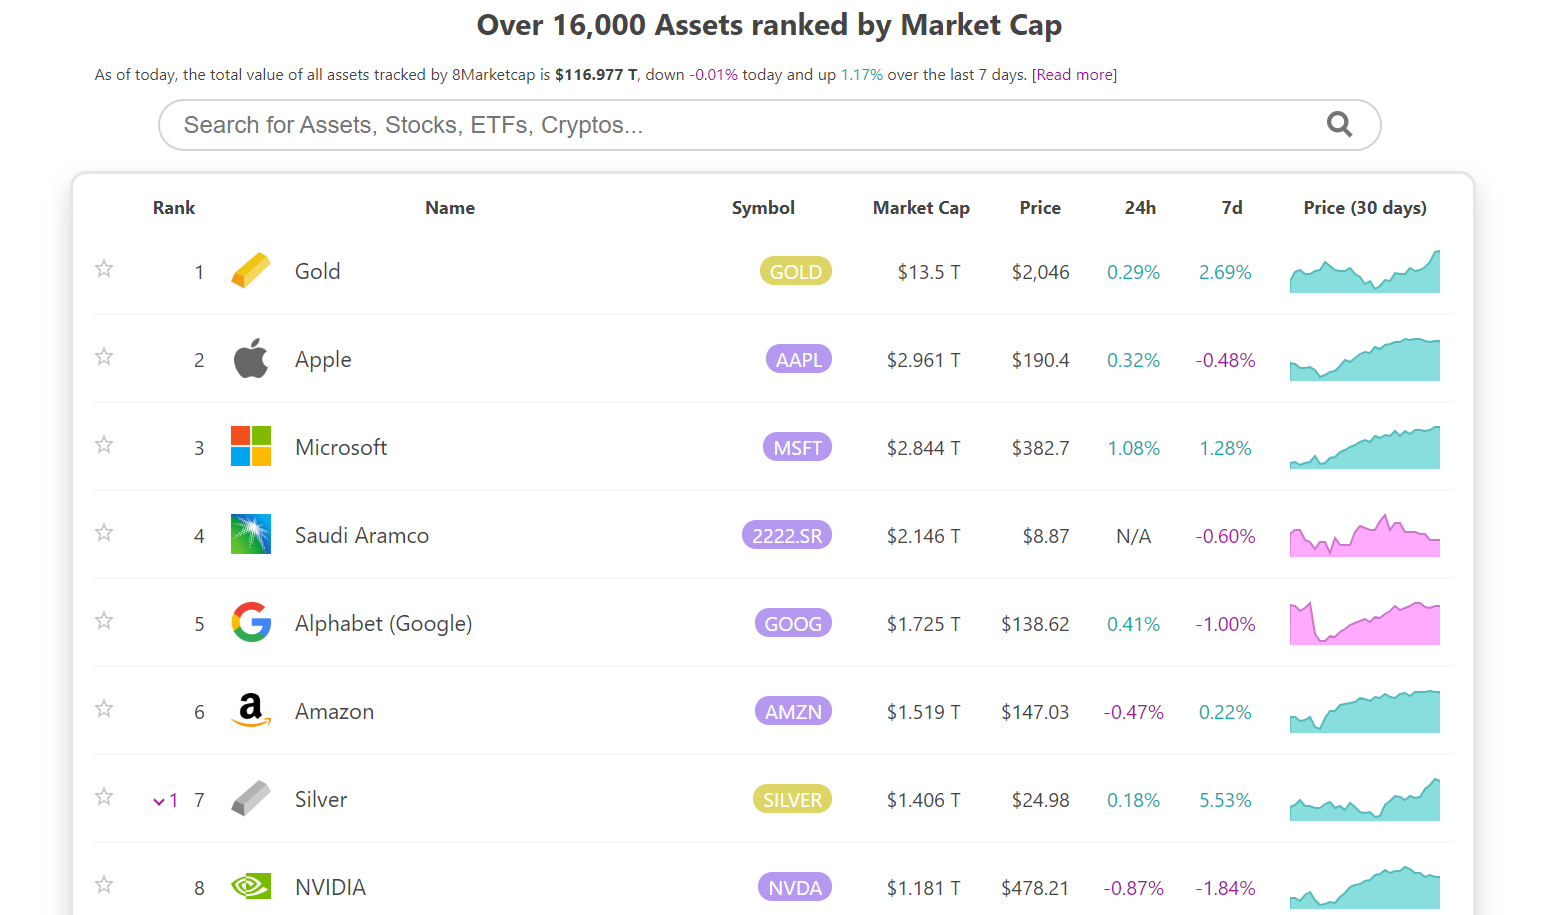 Over 16,000 Assets ranked by Market Cap
As of today, the total value of all assets tracked by 8Marketcap is $116.977 T, down -0.01% today and up 1.17% over the last 7 days. [Read more]
Search for Assets, Stocks, ETFs, Cryptos...
Rank Name Symbol Market Cap Price 24h 7d Price (30 days)
1 Gold GOLD $13.5 T $2,046 0.29% 2.69%
2 Apple AAPL $2.961 T $190.4 0.32% -0.48%
3 Microsoft MSFT $2.844 T $382.7 1.08% 1.28%
4 Saudi Aramco 2222.SR $2.146 T $8.87 N/A -0.60%
5 Alphabet (Google) GOOG $1.725 T $138.62 0.41% -1.00%
6 Amazon AMZN $1.519 T $147.03 -0.47% 0.22%
1 7 Silver SILVER $1.406 T $24.98 0.18% 5.53%
8 NVIDIA NVDA $1.181 T $478.21 -0.87% -1.84%